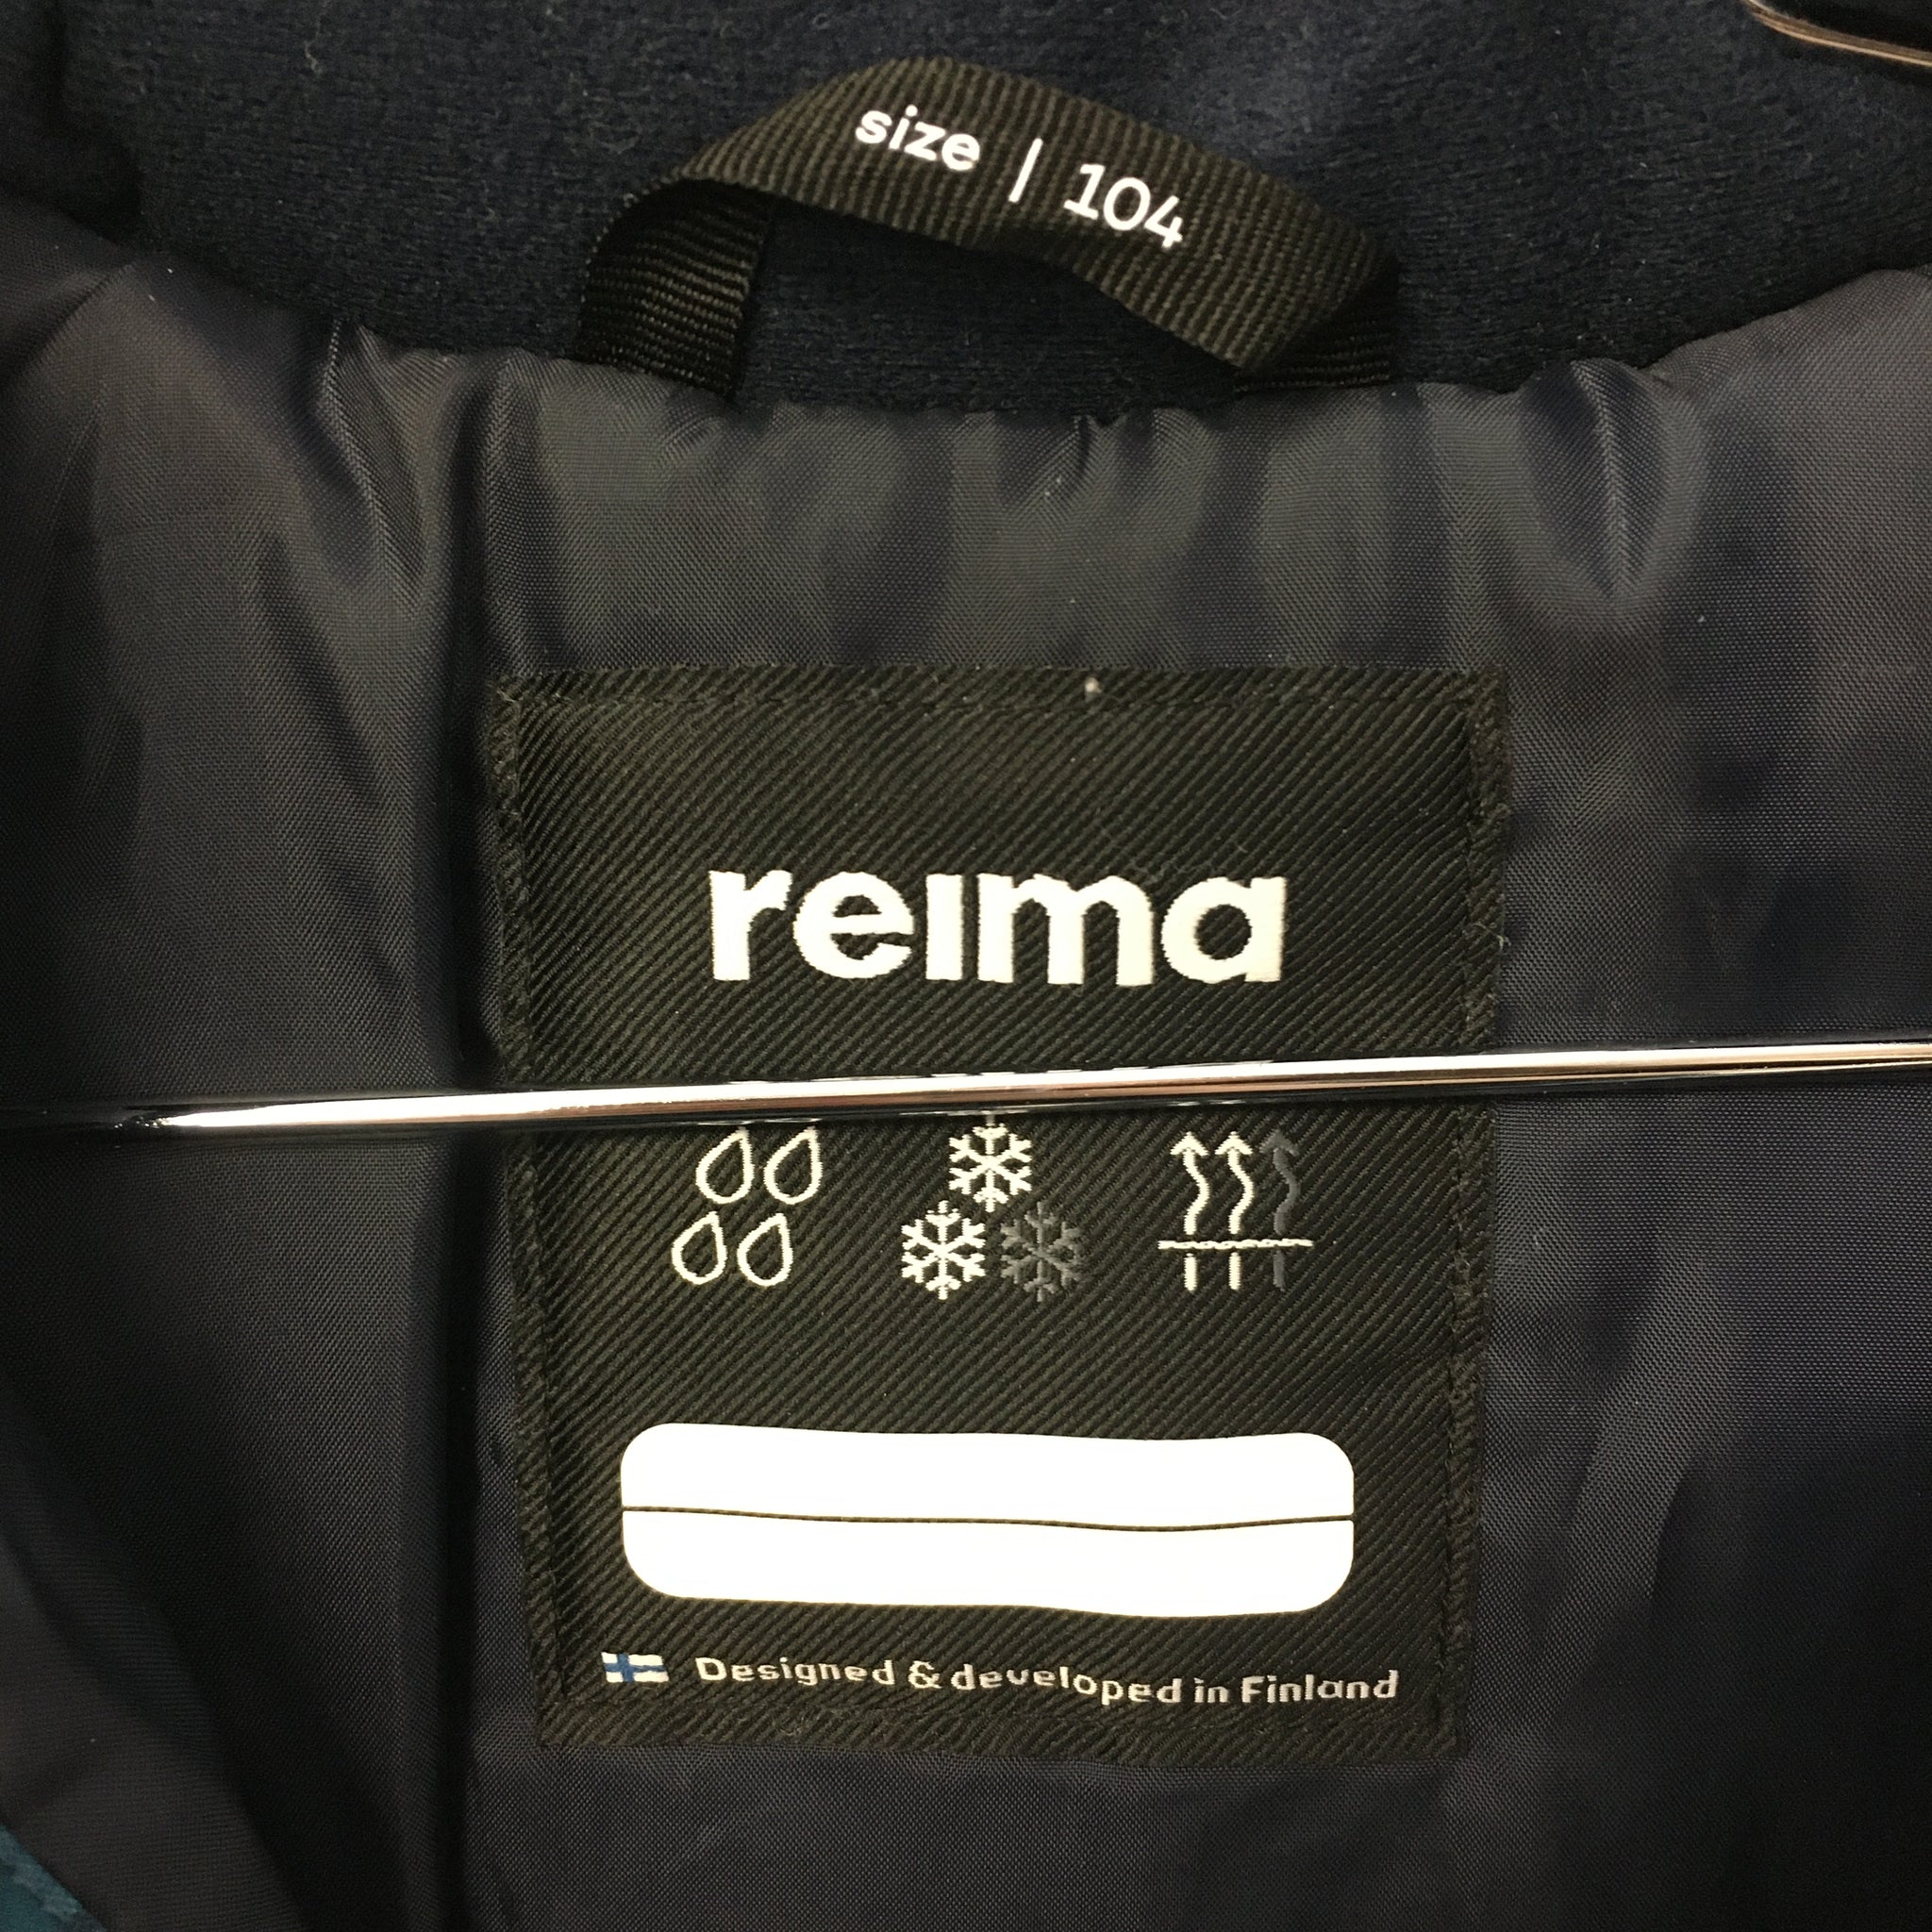 size | 104
reima
Designed & developed in Finland